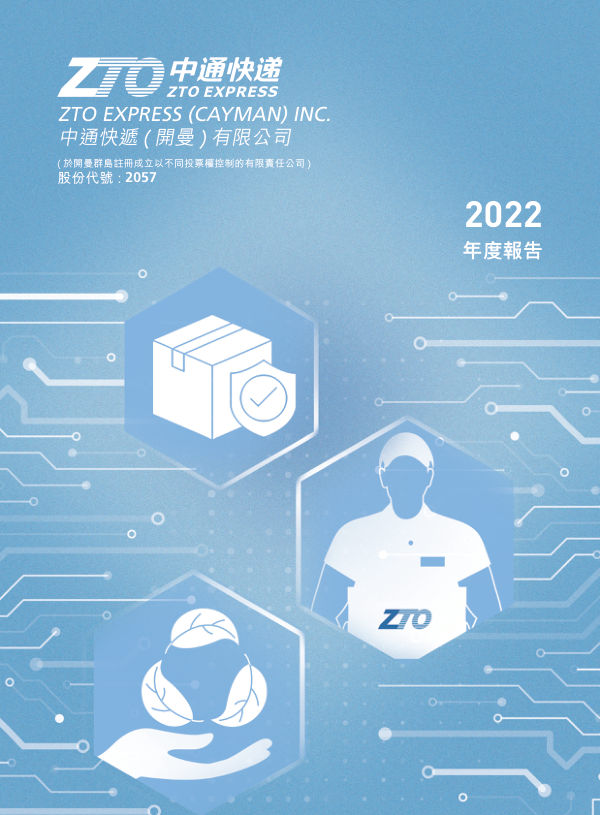 ZTO 中通快递
ZTO EXPRESS
ZTO EXPRESS (CAYMAN) INC.
中通快遞 ( 開曼 ) 有限公司
( 於開曼群島註冊成立以不同投票權控制的有限責任公司 )
股份代號 : 2057
2022
年度報告
ZTO